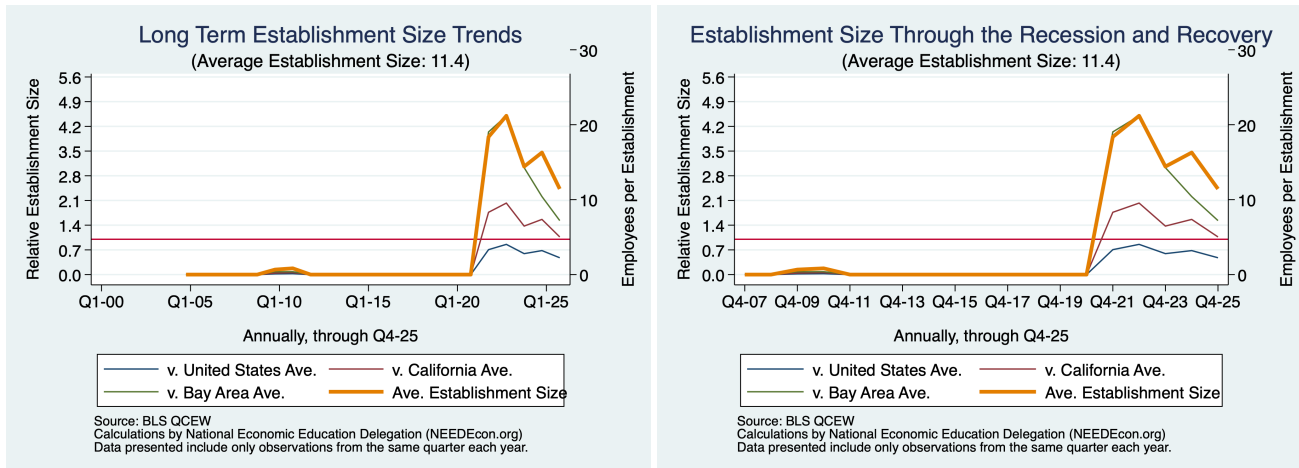 Long Term Establishment Size Trends
(Average Establishment Size: 11.4)
Relative Establishment Size
5.6
4.9
4.2
3.5
2.8
2.1
1.4
0.7
0.0
30
20
10
0
Employees per Establishment
Q1-00 Q1-05 Q1-10 Q1-15 Q1-20 Q1-25
Annually, through Q4-25
v. United States Ave. v. California Ave.
v. Bay Area Ave. Ave. Establishment Size
Source: BLS QCEW
Calculations by National Economic Education Delegation (NEEDEcon.org)
Data presented include only observations from the same quarter each year.
Establishment Size Through the Recession and Recovery
(Average Establishment Size: 11.4)
Relative Establishment Size
5.6
4.9
4.2
3.5
2.8
2.1
1.4
0.7
0.0
30
20
10
0
Employees per Establishment
Q4-07 Q4-09 Q4-11 Q4-13 Q4-15 Q4-17 Q4-19 Q4-21 Q4-23 Q4-25
Annually, through Q4-25
v. United States Ave. v. California Ave.
v. Bay Area Ave. Ave. Establishment Size
Source: BLS QCEW
Calculations by National Economic Education Delegation (NEEDEcon.org)
Data presented include only observations from the same quarter each year.